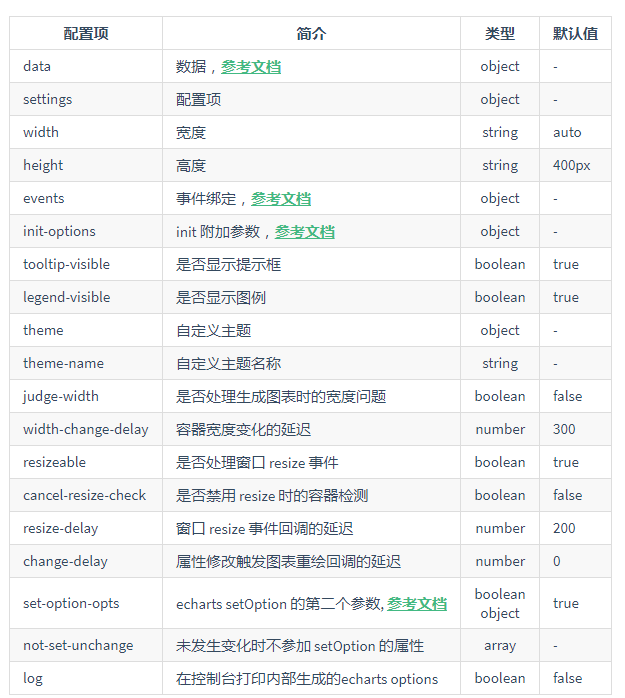 配置项 简介 类型 默认值
data 数据，参考文档 object -
settings 配置项 object -
width 宽度 string auto
height 高度 string 400px
events 事件绑定，参考文档 object -
init-options init 附加参数，参考文档 object -
tooltip-visible 是否显示提示框 boolean true
legend-visible 是否显示图例 boolean true
theme 自定义主题 object -
theme-name 自定义主题名称 string -
judge-width 是否处理生成图表时的宽度问题 boolean false
width-change-delay 容器宽度变化的延迟 number 300
resizeable 是否处理窗口 resize 事件 boolean true
cancel-resize-check 是否禁用 resize 时的容器检测 boolean false
resize-delay 窗口 resize 事件回调的延迟 number 200
change-delay 属性修改触发图表重绘回调的延迟 number 0
set-option-opts echarts setOption 的第二个参数, 参考文档 boolean true
object
not-set-unchange 未发生变化时不参加 setOption 的属性 array -
log 在控制台打印内部生成的echarts options boolean false